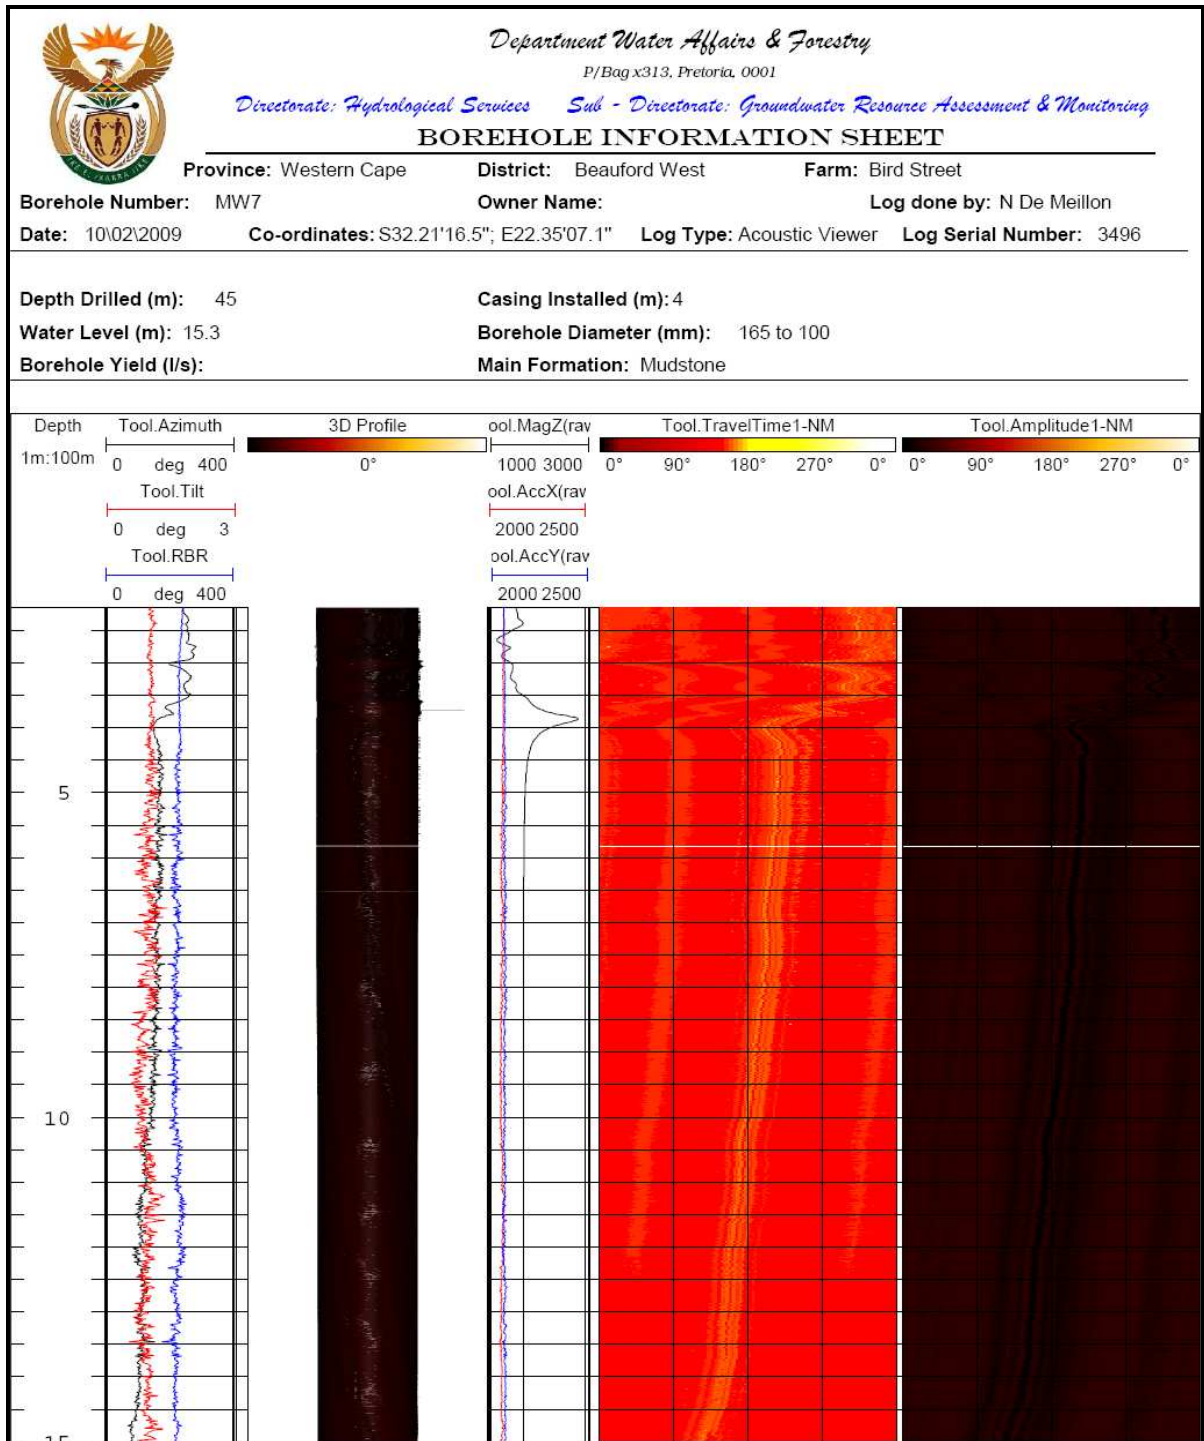 Department Water Affairs & Forestry
P/Bag x313, Pretoria, 0001
Directorate: Hydrological Services Sub - Directorate: Groundwater Resource Assessment & Monitoring
BOREHOLE INFORMATION SHEET
Province: Western Cape District: Beauford West Farm: Bird Street
Borehole Number: MW7 Owner Name: Log done by: N De Meillon
Date: 10\02\2009 Co-ordinates: S32.21'16.5"; E22.35'07.1" Log Type: Acoustic Viewer Log Serial Number: 3496
Depth Drilled (m): 45 Casing Installed (m): 4
Water Level (m): 15.3 Borehole Diameter (mm): 165 to 100
Borehole Yield (l/s): Main Formation: Mudstone
Depth Tool.Azimuth 3D Profile ool.MagZ(rav Tool.TravelTime1-NM Tool.Amplitude1-NM
1m:100m 0 deg 400 0° 1000 3000 0° 90° 180° 270° 0° 0° 90° 180° 270° 0°
Tool.Tilt ool.AccX(rav
0 deg 3 2000 2500
Tool.RBR ool.AccY(rav
0 deg 400 2000 2500
5
10
15